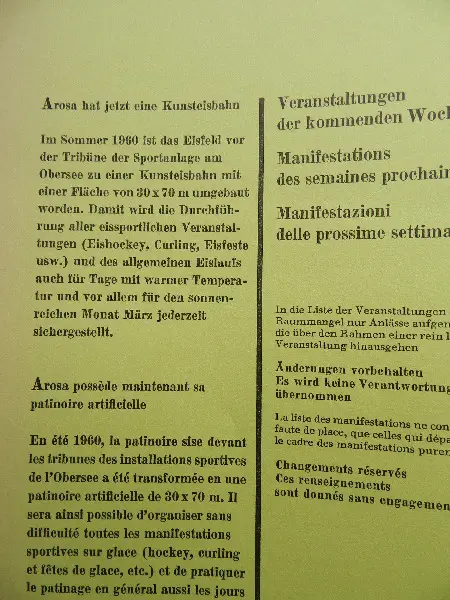 Arosa hat jetzt eine Kunsteisbahn
Im Sommer 1960 ist das Eisfeld vor
der Tribüne der Sportanlage am
Obersee zu einer Kunsteisbahn mit
einer Fläche von 30 x 70 m umgebaut
worden. Damit wird die Durchfüh-
rung aller eissportlichen Veranstal-
tungen (Eishockey, Curling, Eisfeste
usw.) und des allgemeinen Eislaufs
auch für Tage mit warmer Tempera-
tur und vor allem für den sonnen-
reichen Monat März jederzeit
sichergestellt.
Arosa possède maintenant sa
patinoire artificielle
En été 1960, la patinoire sise devant
les tribunes des installations sportives
de l'Obersee a été transformée en une
patinoire artificielle de 30 x 70 m. Il
sera ainsi possible d'organiser sans
difficulté toutes les manifestations
sportives sur glace (hockey, curling
et fêtes de glace, etc.) et de pratiquer
le patinage en général aussi les jours
Veranstaltungen
der kommenden Woc
Manifestations
des semaines prochain
Manifestazioni
delle prossime settima
In die Liste der Veranstaltungen
Raummangel nur Anlässe aufgen
die über den Rahmen einer rein l
Veranstaltung hinausgehen
Änderungen vorbehalten
Es wird keine Verantwortung
übernommen
La liste des manifestations ne con
faute de place, que celles qui dépa
le cadre des manifestations puren
Changements réservés
Ces renseignements
sont donnés sans engagemen